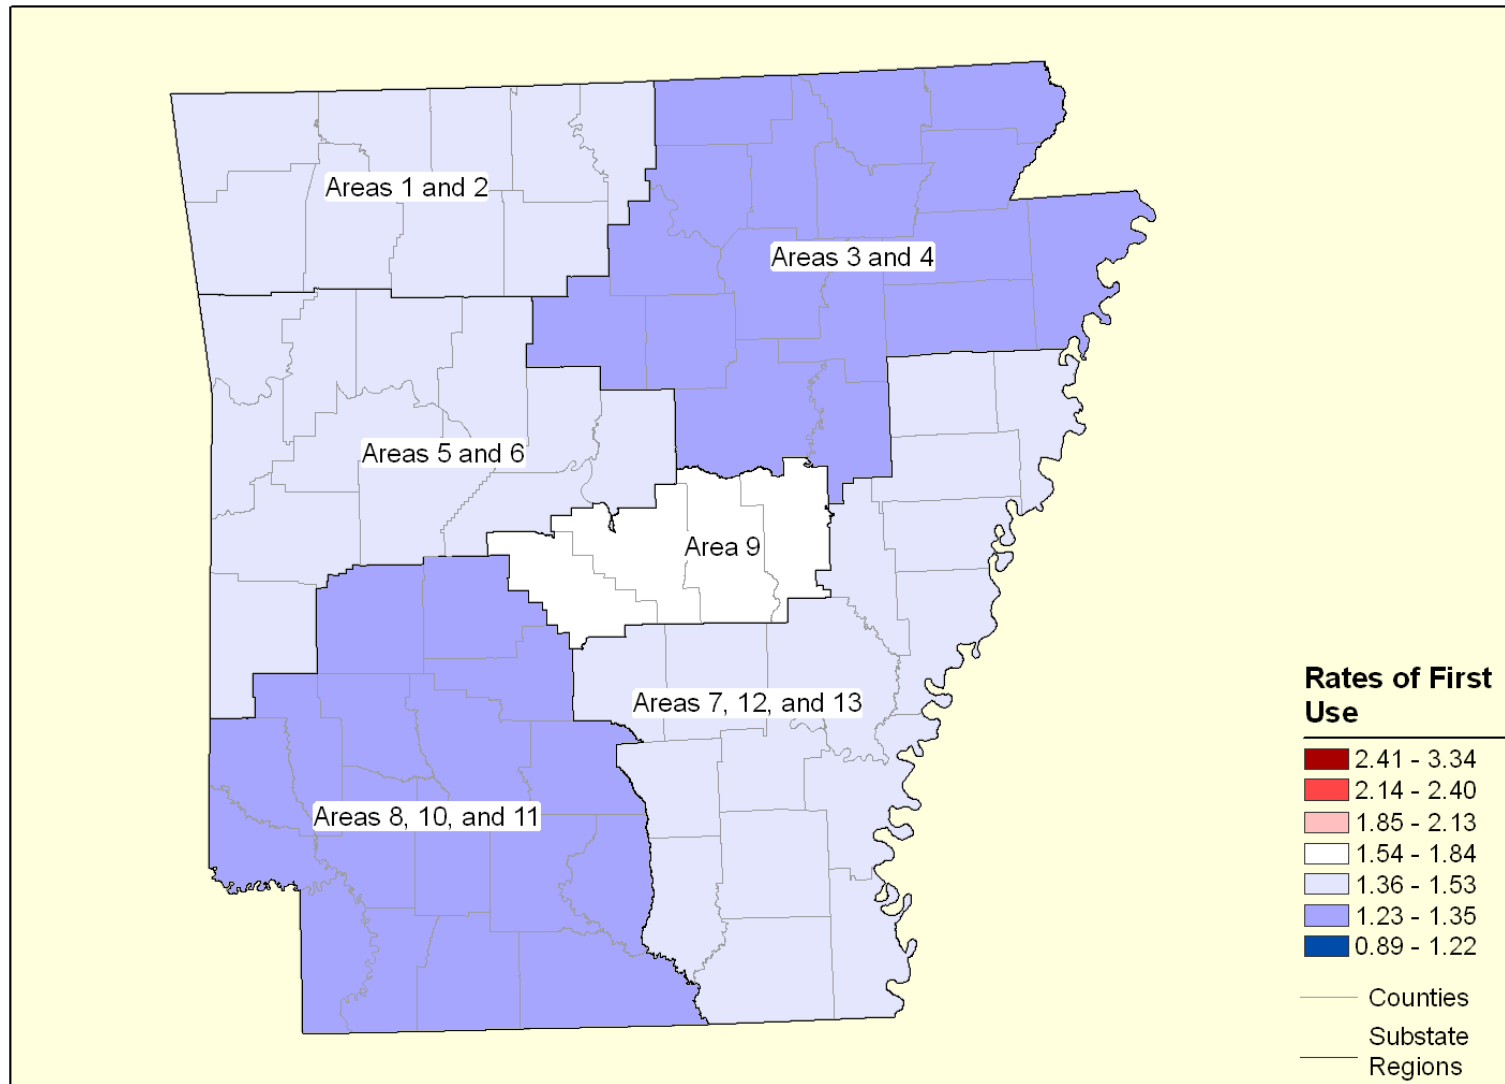 Areas 1 and 2
Areas 3 and 4
Areas 5 and 6
Area 9
Areas 7, 12, and 13
Areas 8, 10, and 11
Rates of First
Use
2.41 - 3.34
2.14 - 2.40
1.85 - 2.13
1.54 - 1.84
1.36 - 1.53
1.23 - 1.35
0.89 - 1.22
Counties
Substate
Regions